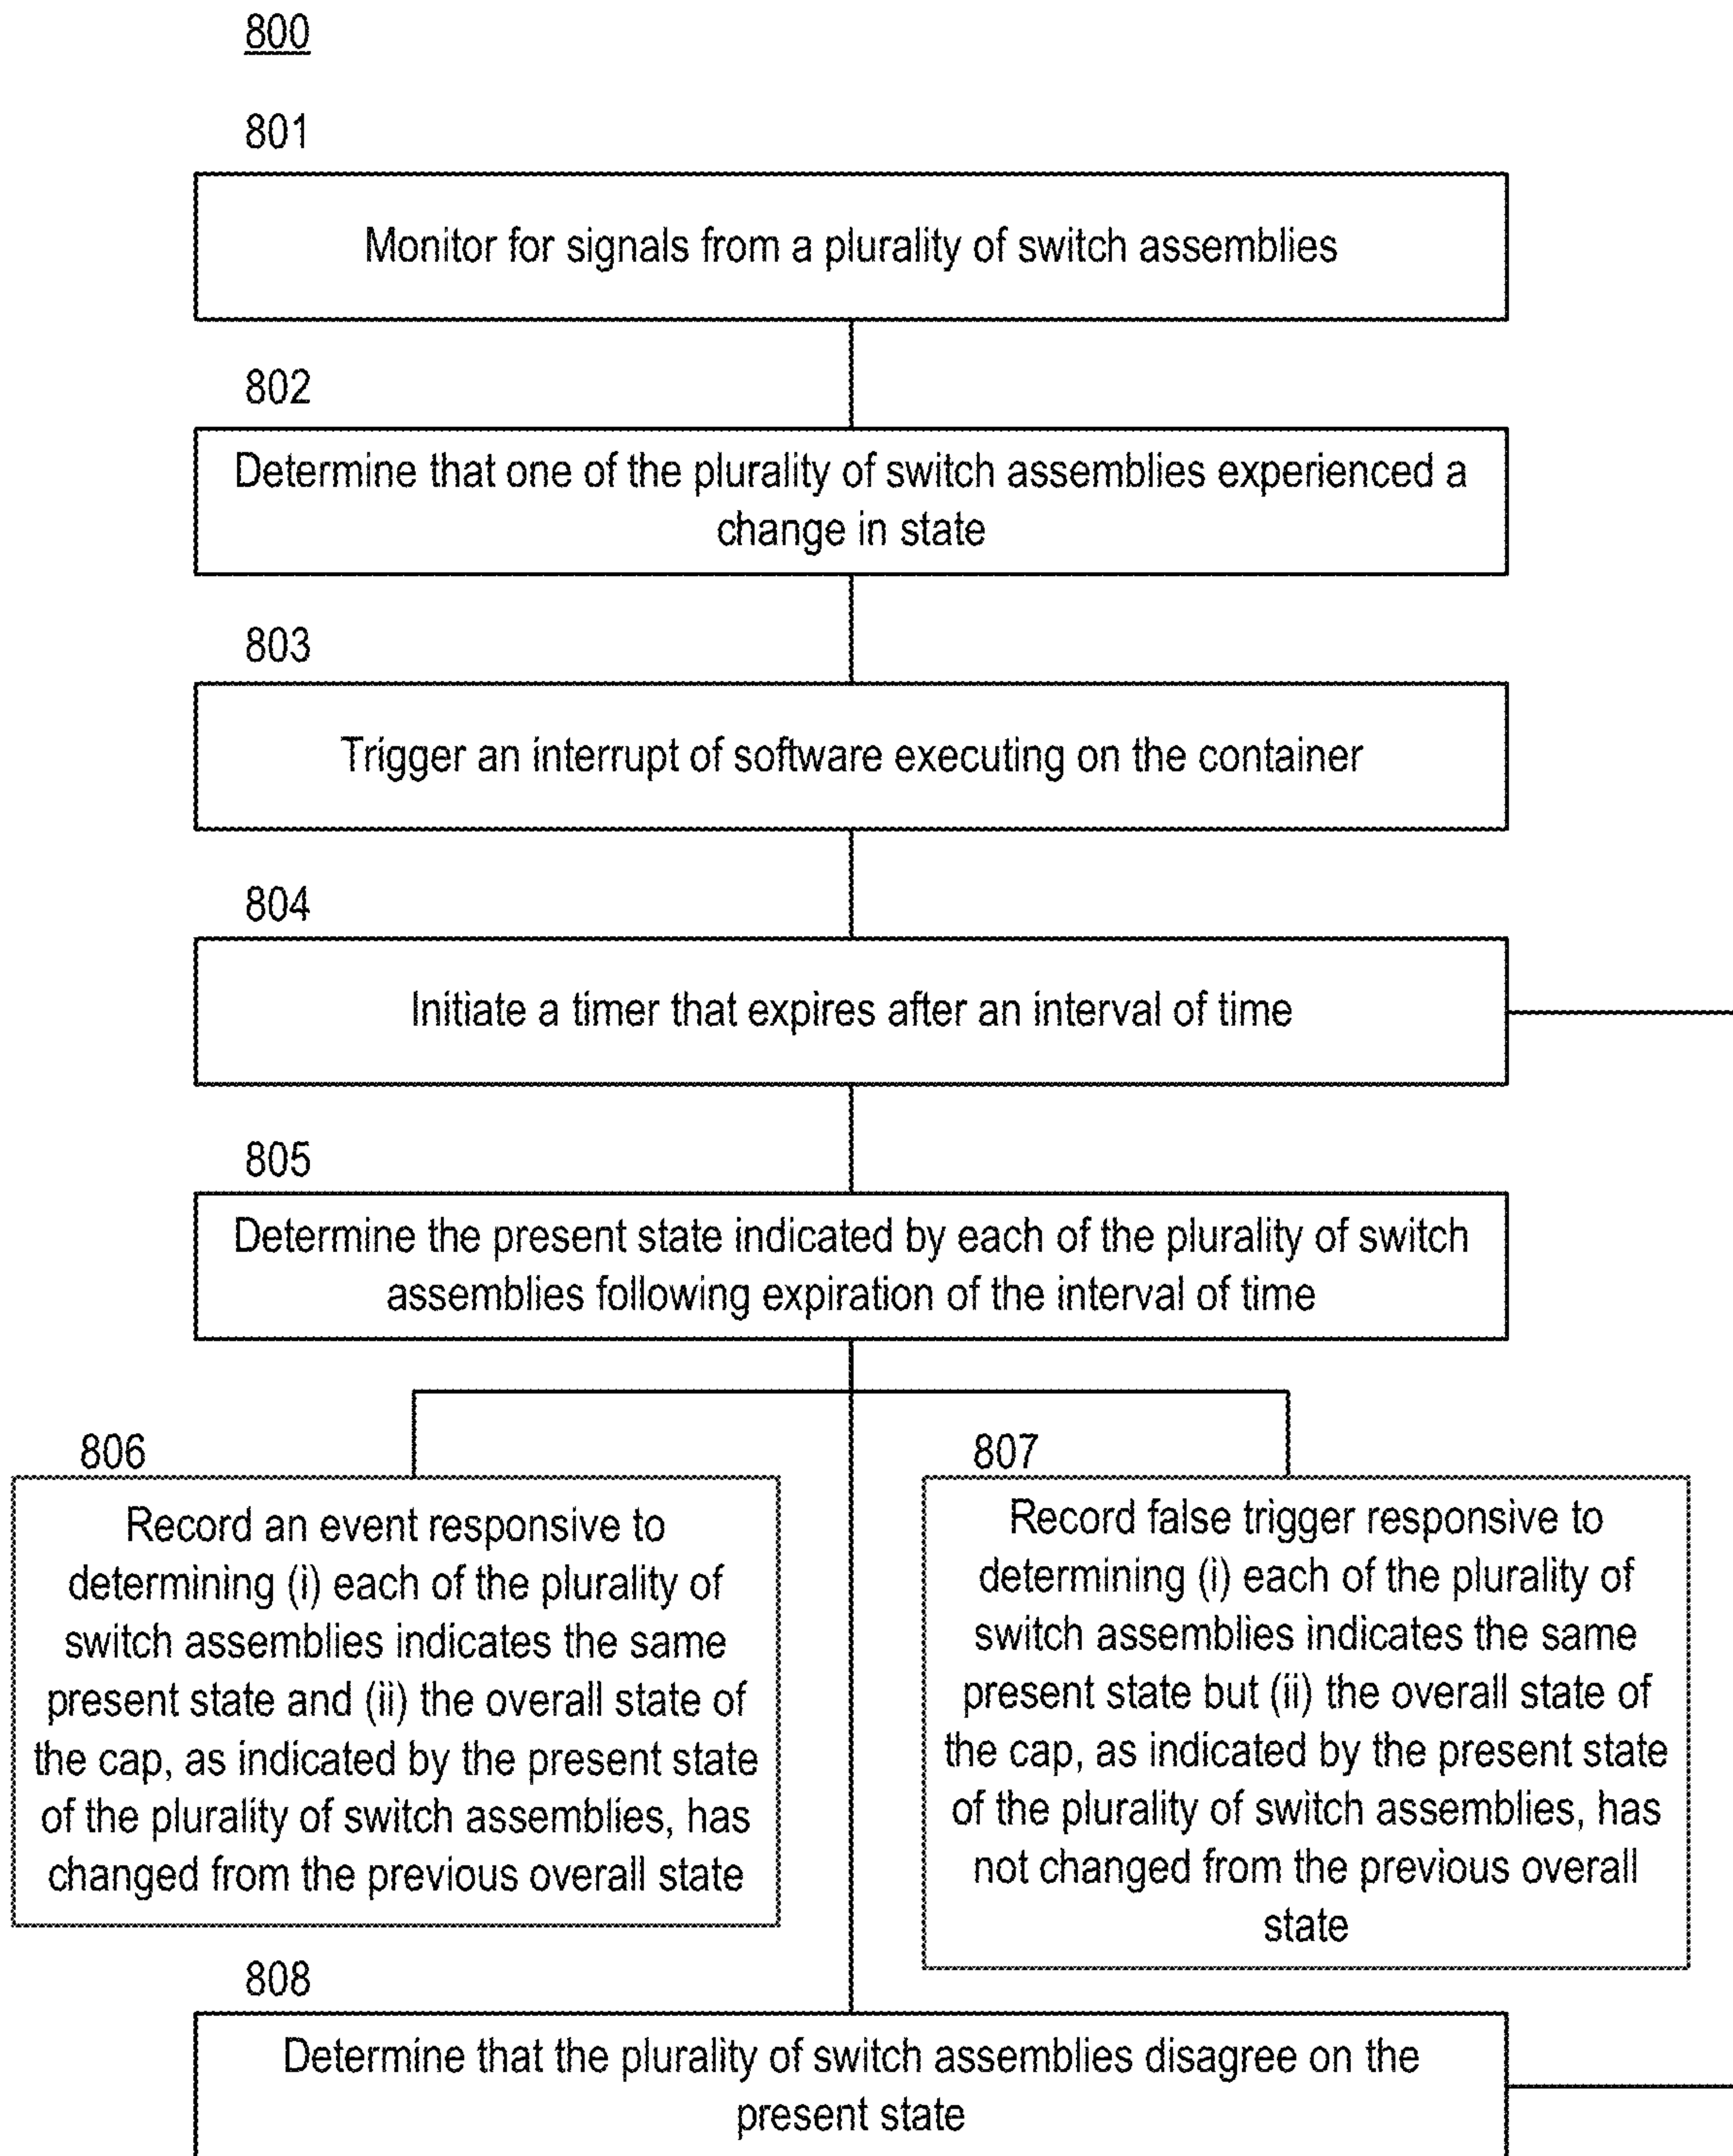 800
801
Monitor for signals from a plurality of switch assemblies
802
Determine that one of the plurality of switch assemblies experienced a
change in state
803
Trigger an interrupt of software executing on the container
804
Initiate a timer that expires after an interval of time
805
Determine the present state indicated by each of the plurality of switch
assemblies following expiration of the interval of time
806
Record an event responsive to
determining (i) each of the plurality of
switch assemblies indicates the same
present state and (ii) the overall state of
the cap, as indicated by the present state
of the plurality of switch assemblies, has
changed from the previous overall state
807
Record false trigger responsive to
determining (i) each of the plurality of
switch assemblies indicates the same
present state but (ii) the overall state of
the cap, as indicated by the present state
of the plurality of switch assemblies, has
not changed from the previous overall
state
808
Determine that the plurality of switch assemblies disagree on the
present state